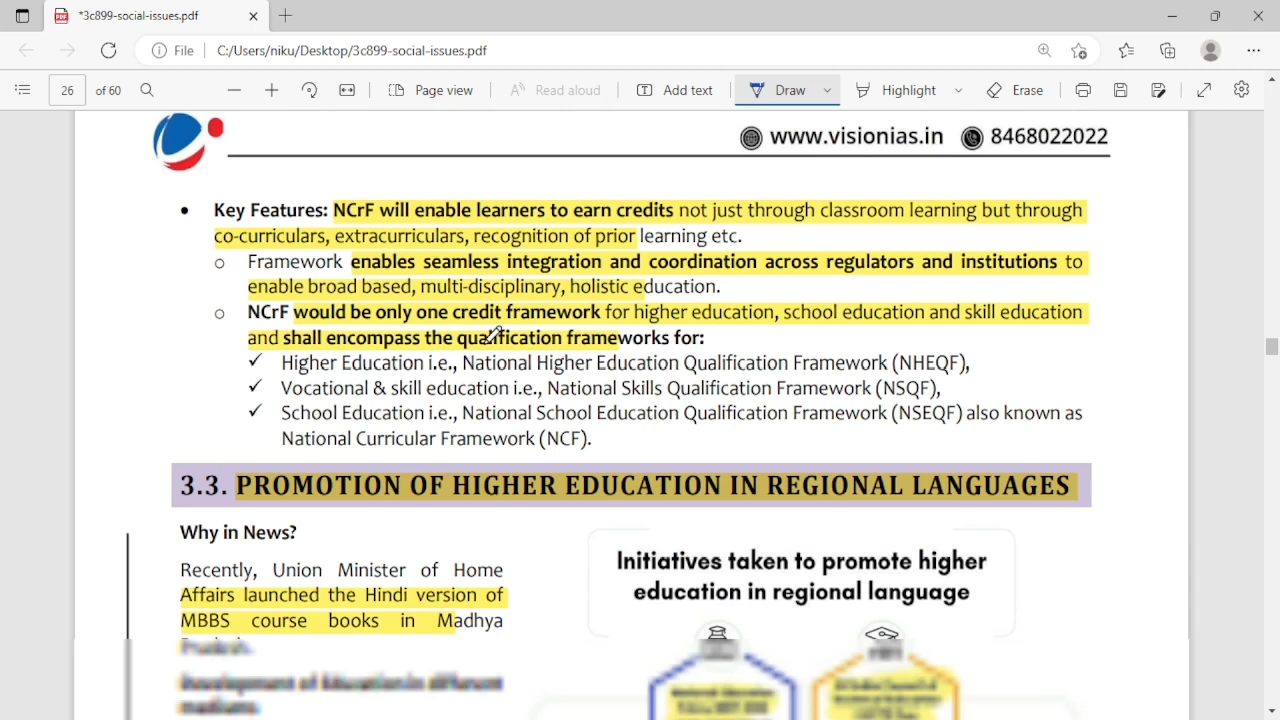 *3c899-social-issues.pdf
File C:/Users/niku/Desktop/3c899-social-issues.pdf
26 of 60 Page view Read aloud Add text Draw Highlight Erase
www.visionias.in 8468022022
• Key Features: NCrF will enable learners to earn credits not just through classroom learning but through
co-curriculars, extracurriculars, recognition of prior learning etc.
o Framework enables seamless integration and coordination across regulators and institutions to
enable broad based, multi-disciplinary, holistic education.
o NCrF would be only one credit framework for higher education, school education and skill education
and shall encompass the qualification frameworks for:
✓ Higher Education i.e., National Higher Education Qualification Framework (NHEQF),
✓ Vocational & skill education i.e., National Skills Qualification Framework (NSQF),
✓ School Education i.e., National School Education Qualification Framework (NSEQF) also known as
National Curricular Framework (NCF).
3.3. PROMOTION OF HIGHER EDUCATION IN REGIONAL LANGUAGES
Why in News?
Recently, Union Minister of Home
Affairs launched the Hindi version of
MBBS course books in Madhya
Initiatives taken to promote higher
education in regional language